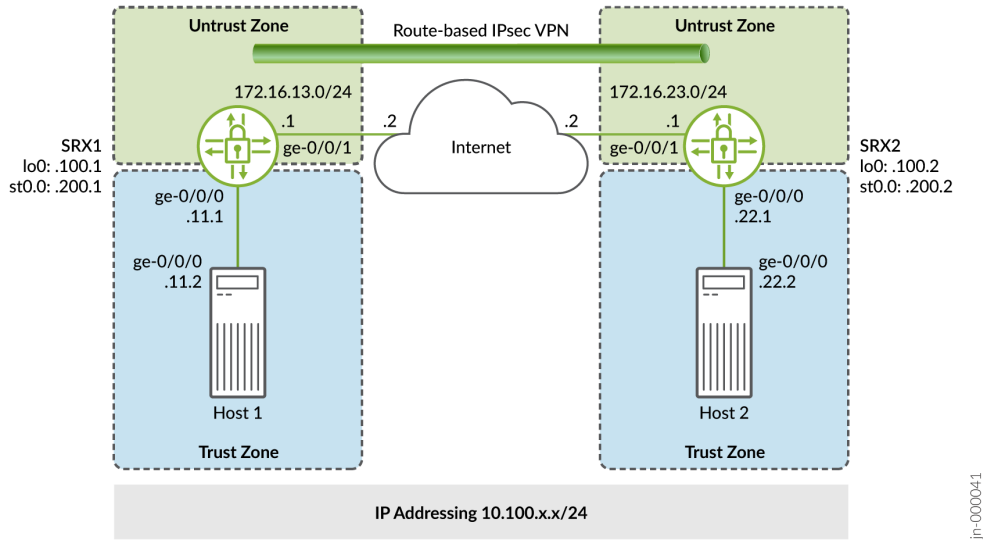 Untrust Zone
Route-based IPsec VPN
Untrust Zone
172.16.13.0/24
172.16.23.0/24
.1
.2
.2
.1
ge-0/0/1
Internet
ge-0/0/1
SRX1
lo0: .100.1
st0.0: .200.1
SRX2
lo0: .100.2
st0.0: .200.2
ge-0/0/0
.11.1
ge-0/0/0
.22.1
ge-0/0/0
.11.2
ge-0/0/0
.22.2
Host 1
Host 2
Trust Zone
Trust Zone
IP Addressing 10.100.x.x/24
jn-000041